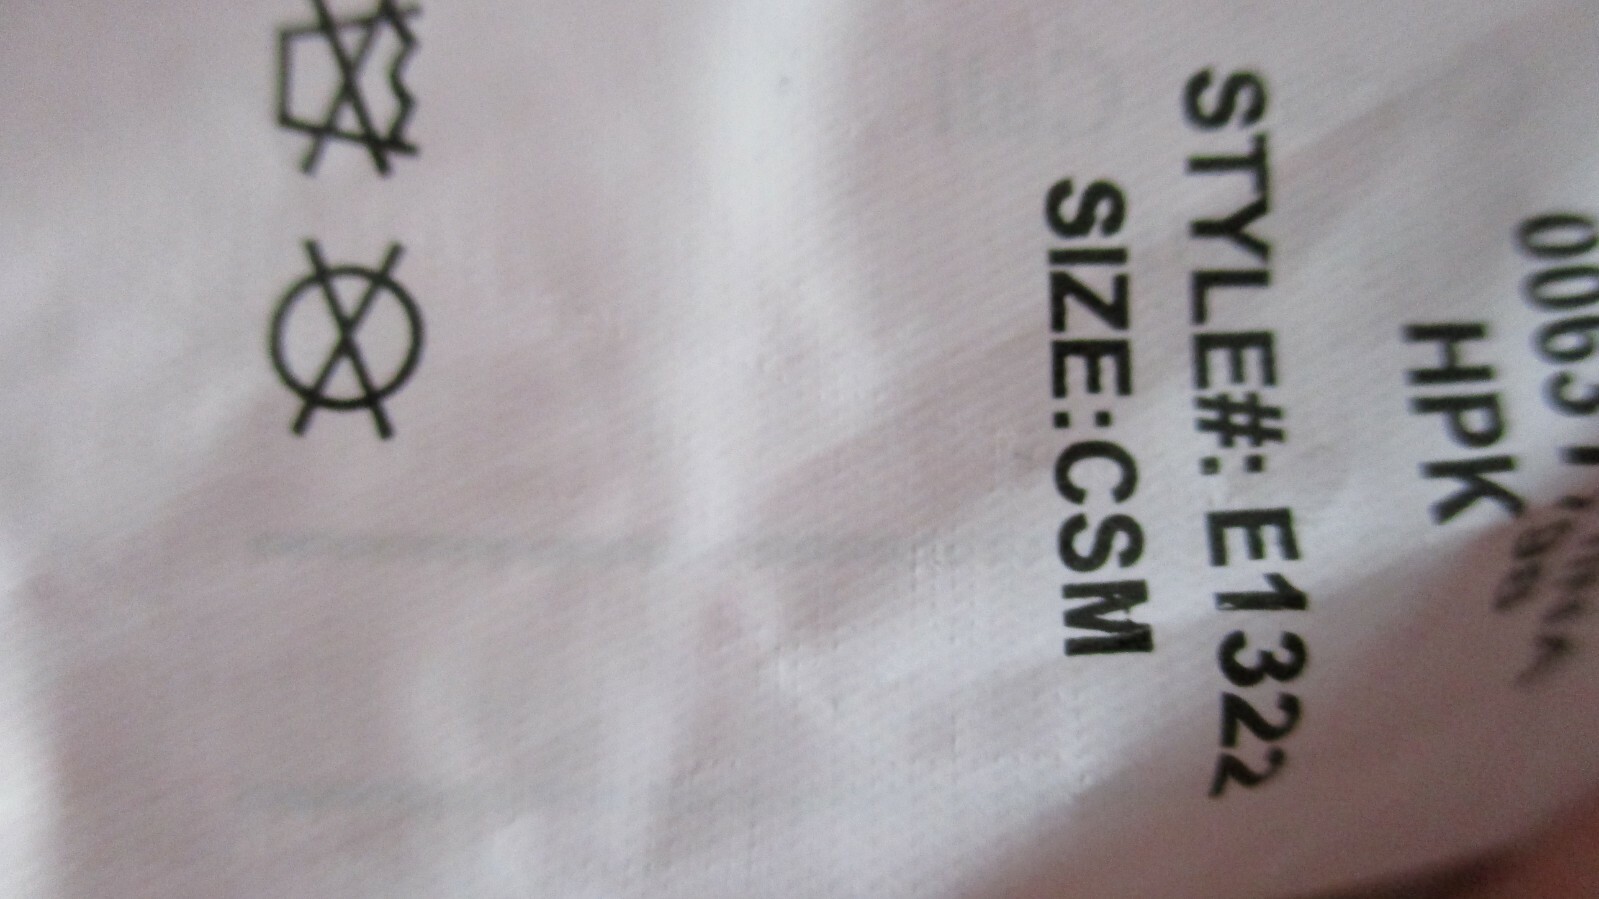 HPK
STYLE#: E1322
SIZE:CSM